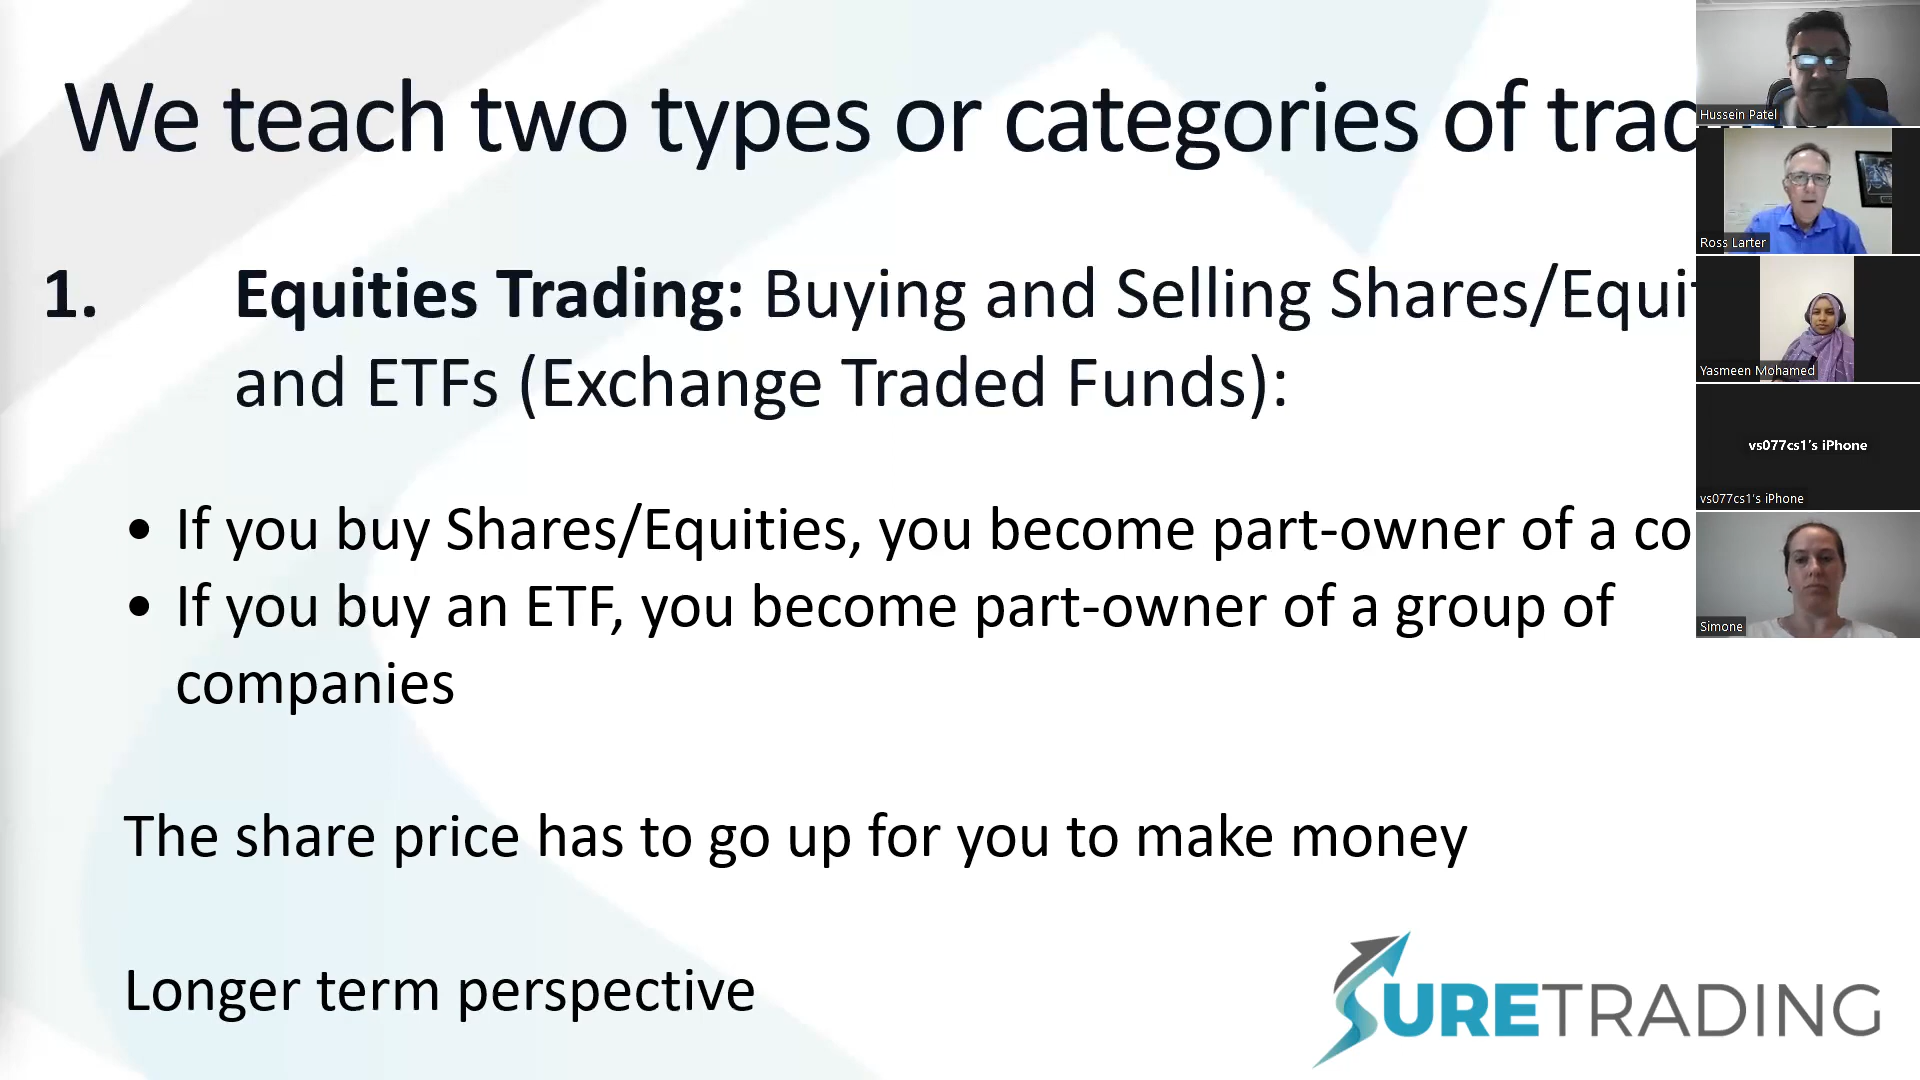 We teach two types or categories of trad
1. Equities Trading: Buying and Selling Shares/Equi
and ETFs (Exchange Traded Funds):
• If you buy Shares/Equities, you become part-owner of a co
• If you buy an ETF, you become part-owner of a group of
companies
The share price has to go up for you to make money
Longer term perspective
SURETRADING
Hussein Patel
Ross Larter
Yasmeen Mohamed
vs077cs1's iPhone
vs077cs1's iPhone
Simone